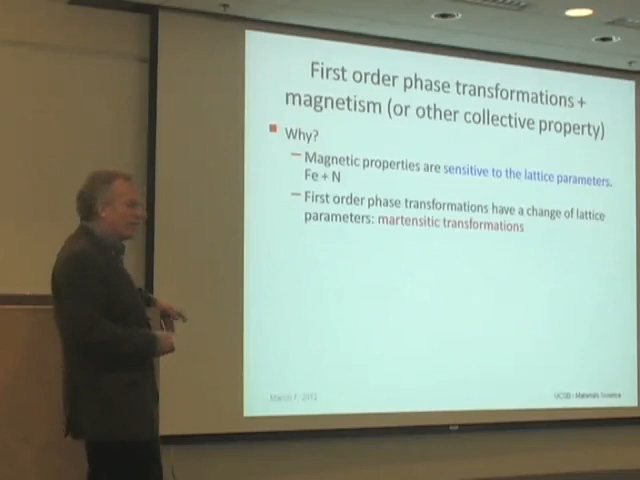 First order phase transformations +
magnetism (or other collective property)
Why?
– Magnetic properties are sensitive to the lattice parameters.
Fe + N
– First order phase transformations have a change of lattice
parameters: martensitic transformations
March 7, 2012
UCSB - Materials Science